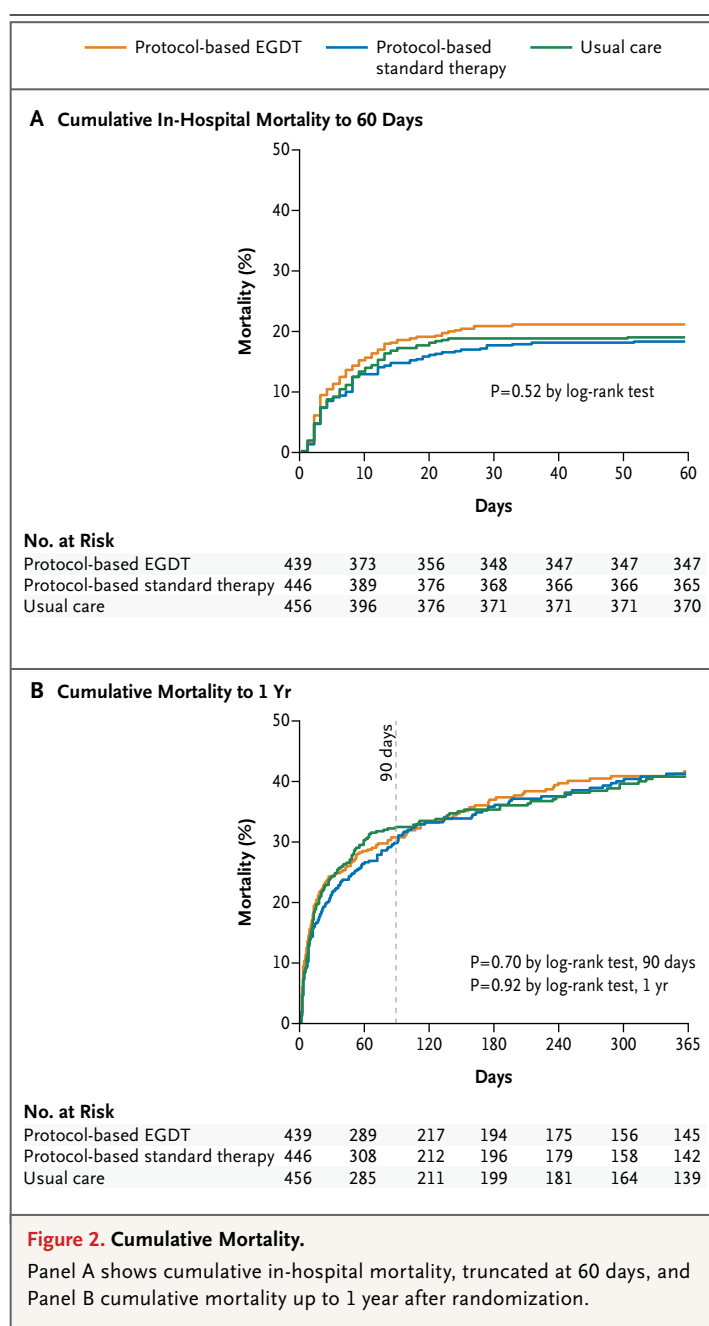 Protocol-based EGDT
Protocol-based
standard therapy
Usual care
A Cumulative In-Hospital Mortality to 60 Days
50
40
30
20
10
0
Mortality (%)
P=0.52 by log-rank test
0 10 20 30 40 50 60
Days
No. at Risk
Protocol-based EGDT 439 373 356 348 347 347 347
Protocol-based standard therapy 446 389 376 368 366 366 365
Usual care 456 396 376 371 371 371 370
B Cumulative Mortality to 1 Yr
50
40
30
20
10
0
Mortality (%)
90 days
P=0.70 by log-rank test, 90 days
P=0.92 by log-rank test, 1 yr
0 60 120 180 240 300 365
Days
No. at Risk
Protocol-based EGDT 439 289 217 194 175 156 145
Protocol-based standard therapy 446 308 212 196 179 158 142
Usual care 456 285 211 199 181 164 139
Figure 2. Cumulative Mortality.
Panel A shows cumulative in-hospital mortality, truncated at 60 days, and
Panel B cumulative mortality up to 1 year after randomization.